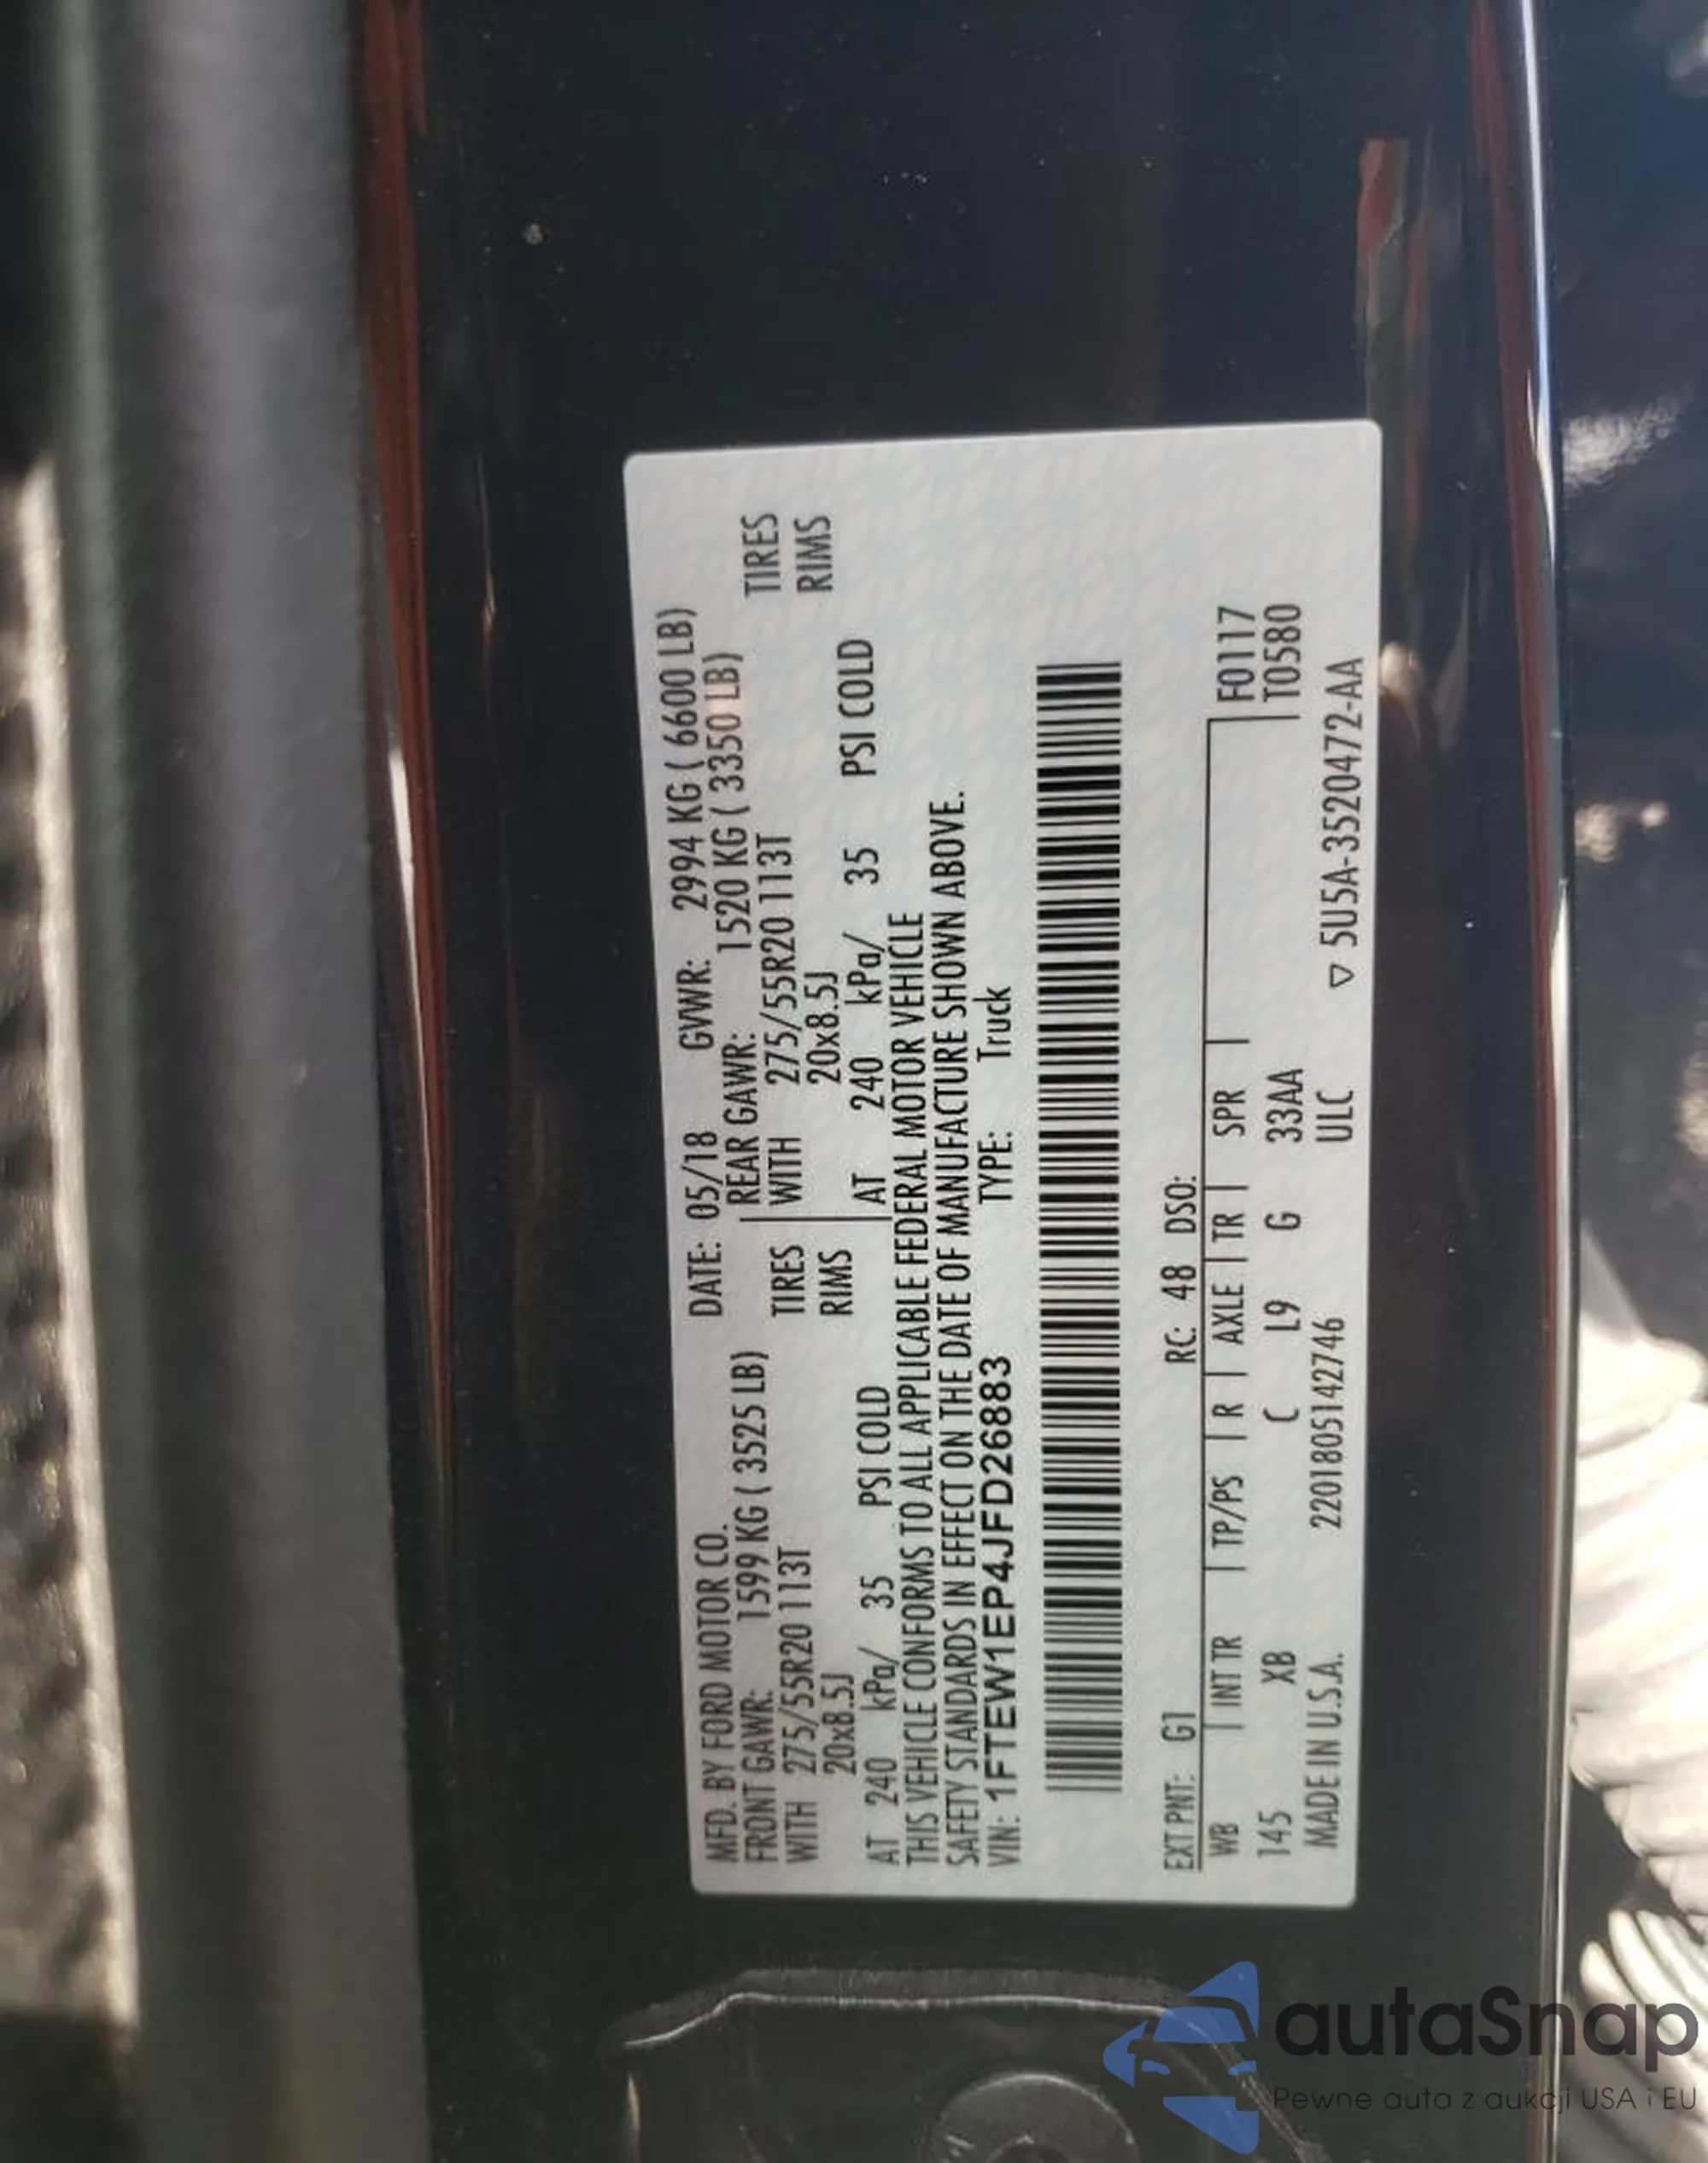 MFD. BY FORD MOTOR CO. DATE: 05/18 GVWR: 2994 KG ( 6600 LB)
FRONT GAWR: 1599 KG ( 3525 LB) REAR GAWR: 1520 KG ( 3350 LB)
WITH 275/55R20 113T TIRES WITH 275/55R20 113T TIRES
20x8.5J RIMS 20x8.5J RIMS
AT 240 kPa/ 35 PSI COLD AT 240 kPa/ 35 PSI COLD
THIS VEHICLE CONFORMS TO ALL APPLICABLE FEDERAL MOTOR VEHICLE
SAFETY STANDARDS IN EFFECT ON THE DATE OF MANUFACTURE SHOWN ABOVE.
VIN: 1FTEW1EP4JFD26883 TYPE: Truck
EXT PNT: G1 RC: 48 DSO:
WB INT TR TP/PS R AXLE TR SPR F0117
145 XB C L9 G 33AA T0580
MADE IN U.S.A. 220180514274​6 ULC ▽ 5U5A-3520472-AA
autaSnap
Pewne auta z aukcji USA i EU